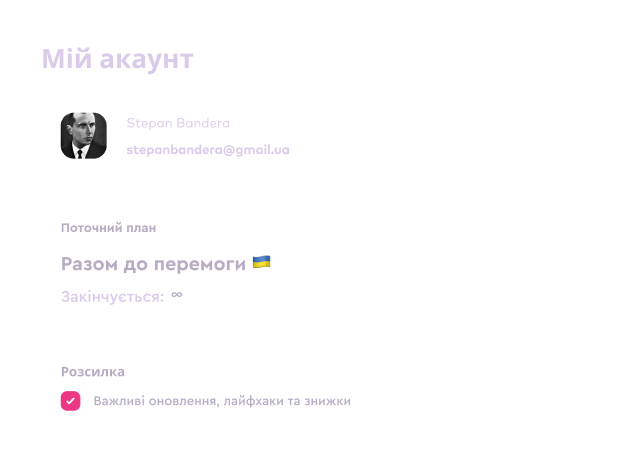 Мій акаунт
Stepan Bandera
stepanbandera@gmail.ua
Поточний план
Разом до перемоги 🇺🇦
Закінчується: ∞
Розсилка
Важливі оновлення, лайфхаки та знижки